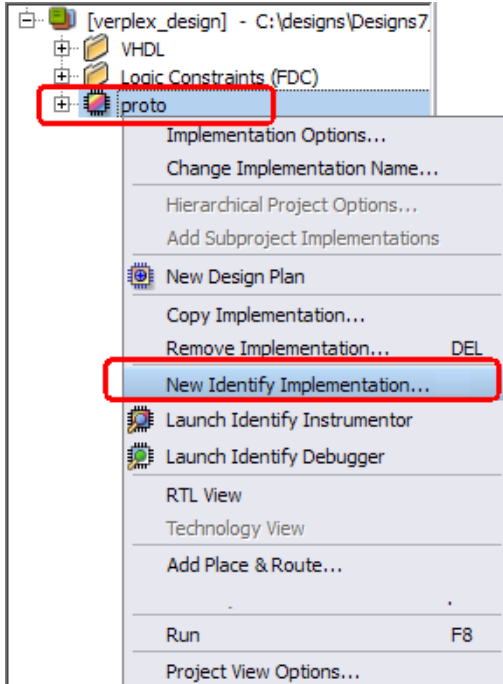 [verplex_design] - C:\designs\Designs7_
VHDL
Logic Constraints (FDC)
proto
Implementation Options...
Change Implementation Name...
Hierarchical Project Options...
Add Subproject Implementations
New Design Plan
Copy Implementation...
Remove Implementation... DEL
New Identify Implementation...
Launch Identify Instrumentor
Launch Identify Debugger
RTL View
Technology View
Add Place & Route...
Run F8
Project View Options...